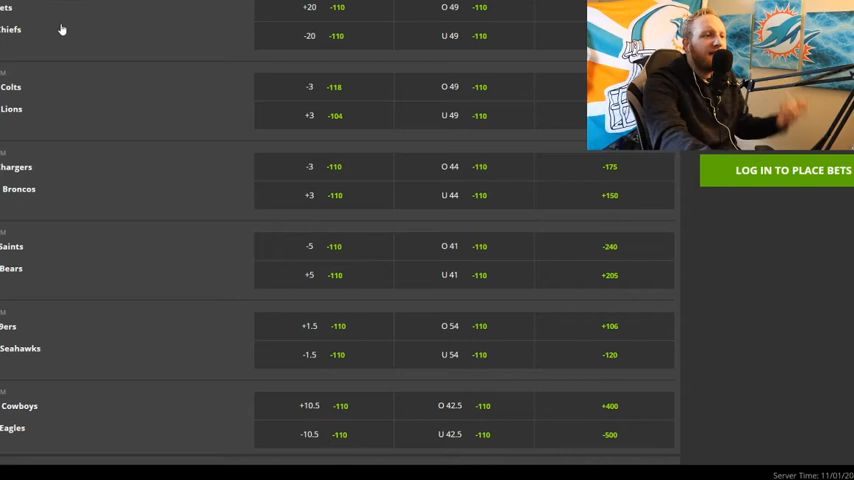 ets +20 -110 O 49 -110
hiefs -20 -110 U 49 -110
M
Colts -3 -118 O 49 -110
Lions +3 -104 U 49 -110
M
hargers -3 -110 O 44 -110 -175
Broncos +3 -110 U 44 -110 +150
LOG IN TO PLACE BETS
M
Saints -5 -110 O 41 -110 -240
Bears +5 -110 U 41 -110 +205
M
9ers +1.5 -110 O 54 -110 +106
Seahawks -1.5 -110 U 54 -110 -120
M
Cowboys +10.5 -110 O 42.5 -110 +400
Eagles -10.5 -110 U 42.5 -110 -500
Server Time: 11/01/20